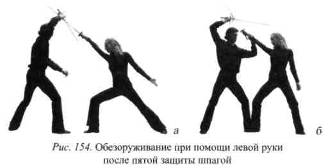 а
б
Рис. 154. Обезоруживание при помощи левой руки
после пятой защиты шпагой